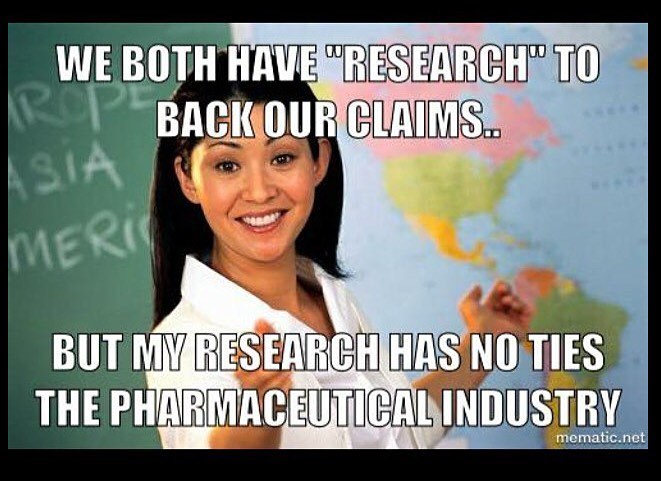 WE BOTH HAVE "RESEARCH" TO
BACK OUR CLAIMS..
ASIA
BUT MY RESEARCH HAS NO TIES
THE PHARMACEUTICAL INDUSTRY
mematic.net